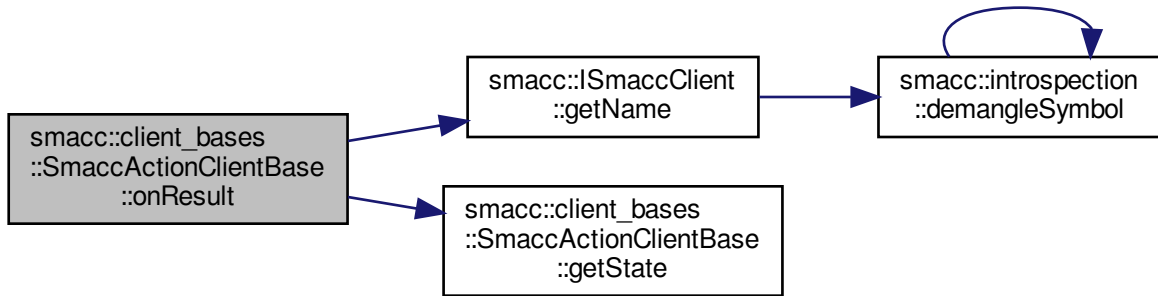 smacc::client_bases
::SmaccActionClientBase
::onResult
smacc::ISmaccClient
::getName
smacc::introspection
::demangleSymbol
smacc::client_bases
::SmaccActionClientBase
::getState